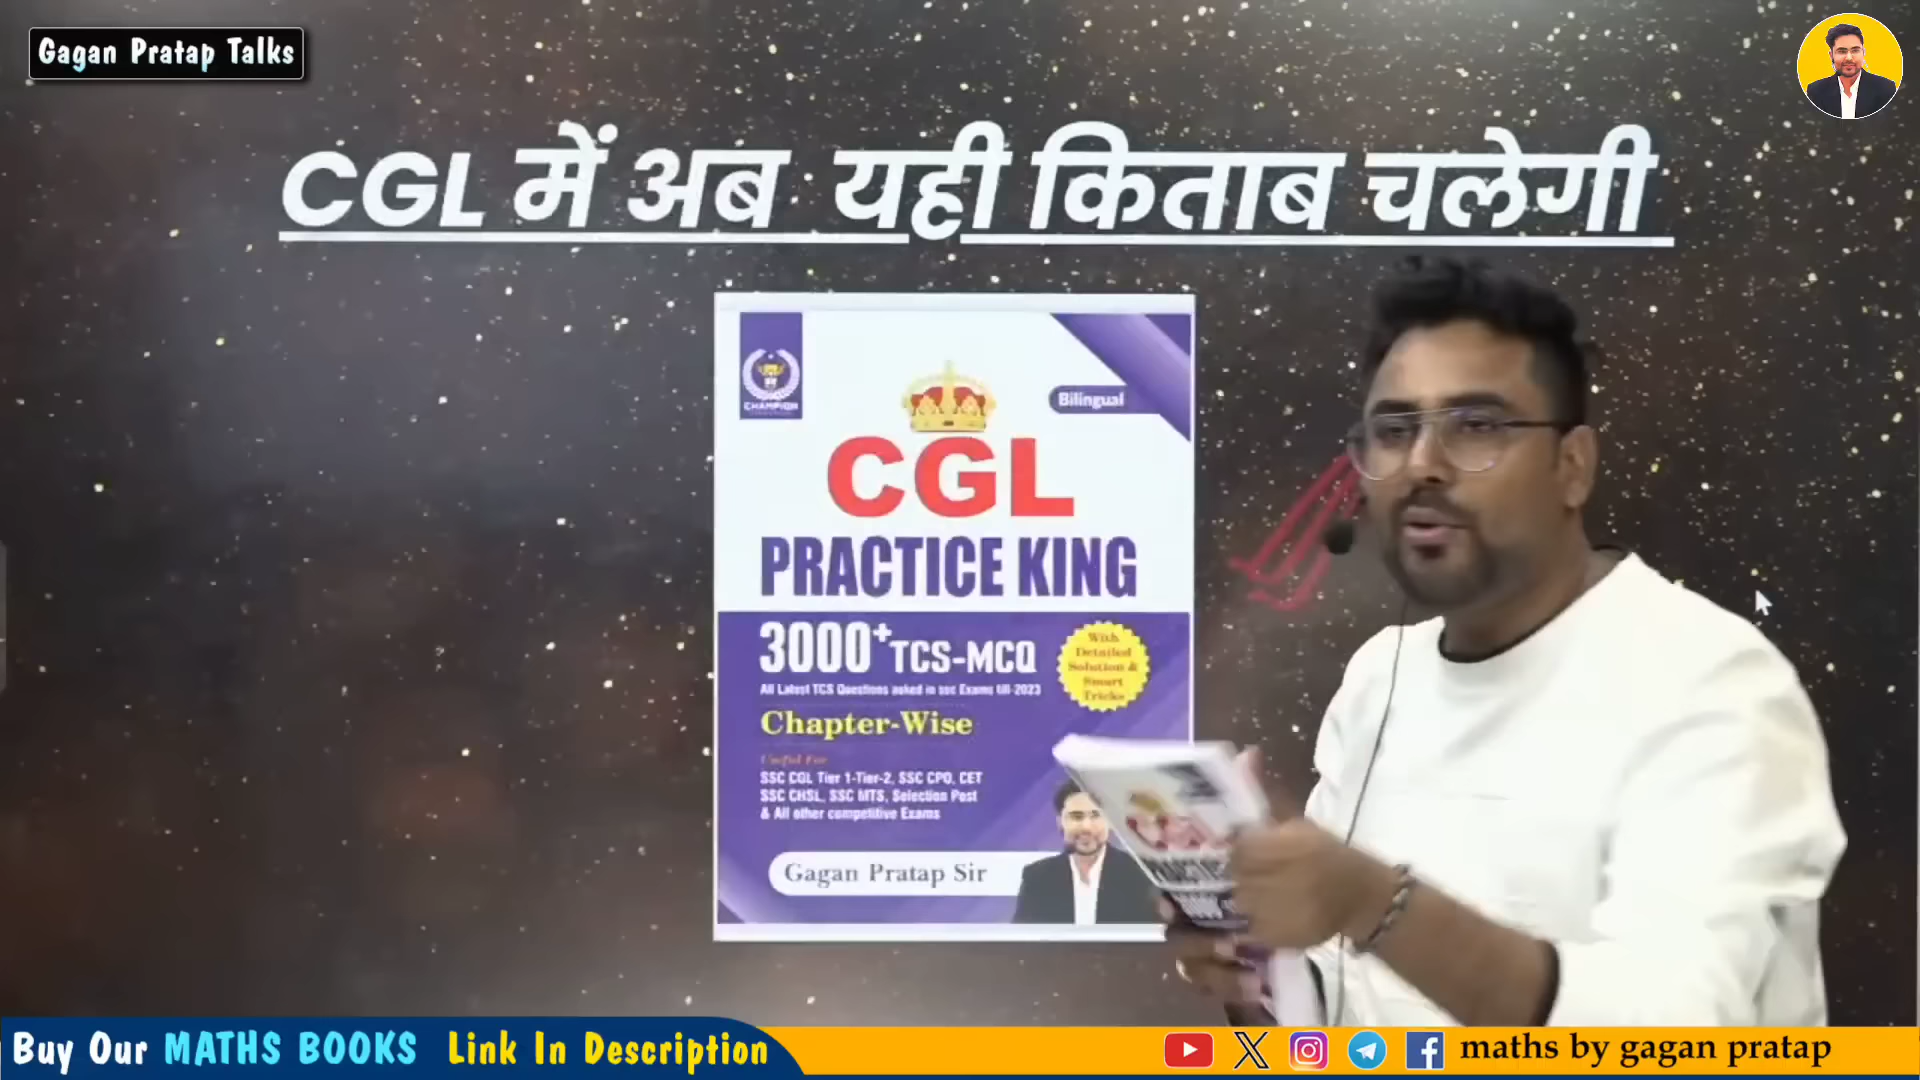 Gagan Pratap Talks
CGL में अब यही किताब चलेगी
CHAMPION
Bilingual
CGL
PRACTICE KING
3000+ TCS-MCQ
All Latest TCS Questions asked in ssc Exams till-2023
With
Detailed
Solution &
Smart
Tricks
Chapter-Wise
Useful For
SSC CGL Tier 1-Tier-2, SSC CPO, CET
SSC CHSL, SSC MTS, Selection Post
& All other competitive Exams
Gagan Pratap Sir
Buy Our MATHS BOOKS Link In Description
maths by gagan pratap